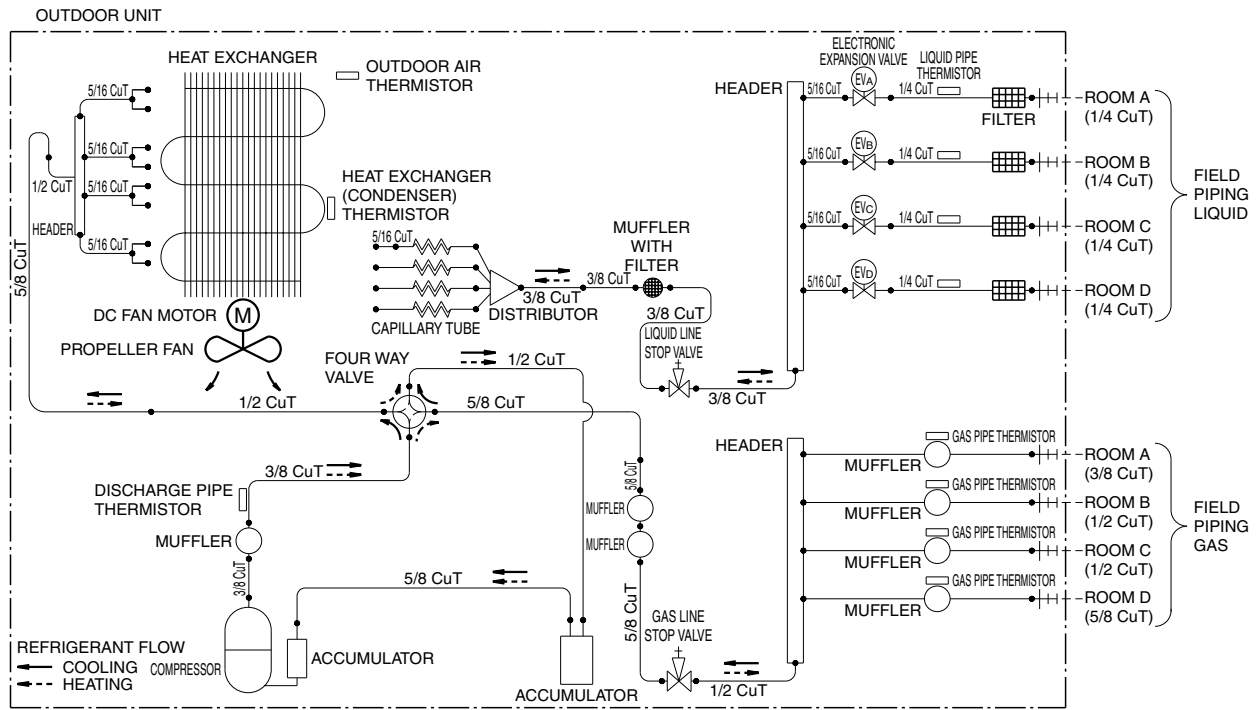 OUTDOOR UNIT
HEAT EXCHANGER
OUTDOOR AIR
THERMISTOR
5/16 CuT
5/16 CuT
5/16 CuT
5/16 CuT
1/2 CuT
HEADER
5/8 CuT
HEAT EXCHANGER
(CONDENSER)
THERMISTOR
DC FAN MOTOR
M
PROPELLER FAN
5/16 CuT
CAPILLARY TUBE
DISTRIBUTOR
3/8 CuT
3/8 CuT
MUFFLER
WITH
FILTER
3/8 CuT
LIQUID LINE
STOP VALVE
3/8 CuT
HEADER
ELECTRONIC
EXPANSION VALVE
LIQUID PIPE
THERMISTOR
5/16 CuT
EVA
1/4 CuT
FILTER
ROOM A
(1/4 CuT)
5/16 CuT
EVB
1/4 CuT
ROOM B
(1/4 CuT)
5/16 CuT
EVC
1/4 CuT
ROOM C
(1/4 CuT)
5/16 CuT
EVD
1/4 CuT
ROOM D
(1/4 CuT)
FIELD
PIPING
LIQUID
FOUR WAY
VALVE
1/2 CuT
1/2 CuT
5/8 CuT
3/8 CuT
DISCHARGE PIPE
THERMISTOR
MUFFLER
3/8 CuT
5/8 CuT
MUFFLER
MUFFLER
5/8 CuT
5/8 CuT
GAS LINE
STOP VALVE
1/2 CuT
HEADER
GAS PIPE THERMISTOR
MUFFLER
ROOM A
(3/8 CuT)
GAS PIPE THERMISTOR
MUFFLER
ROOM B
(1/2 CuT)
GAS PIPE THERMISTOR
MUFFLER
ROOM C
(1/2 CuT)
GAS PIPE THERMISTOR
MUFFLER
ROOM D
(5/8 CuT)
FIELD
PIPING
GAS
REFRIGERANT FLOW
COOLING
HEATING
COMPRESSOR
ACCUMULATOR
ACCUMULATOR